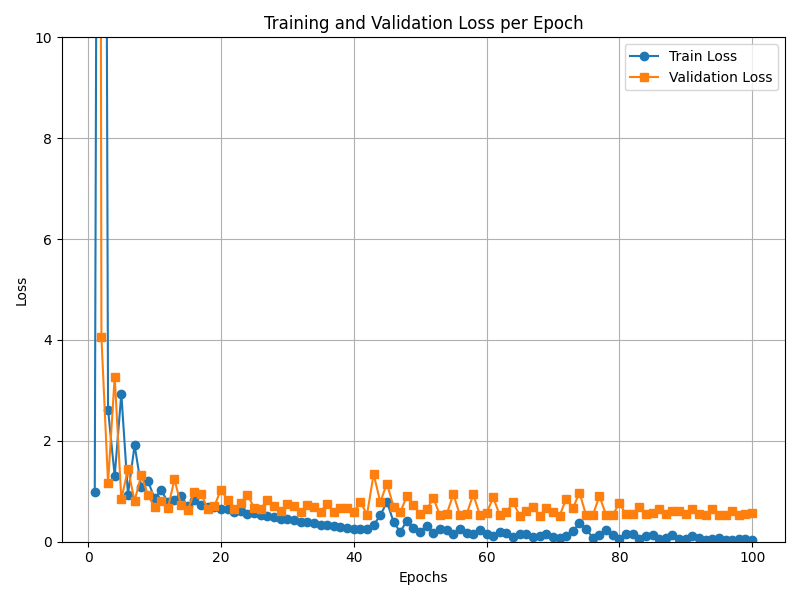 Training and Validation Loss per Epoch
Train Loss
Validation Loss
Loss
10
8
6
4
2
0
0 20 40 60 80 100
Epochs